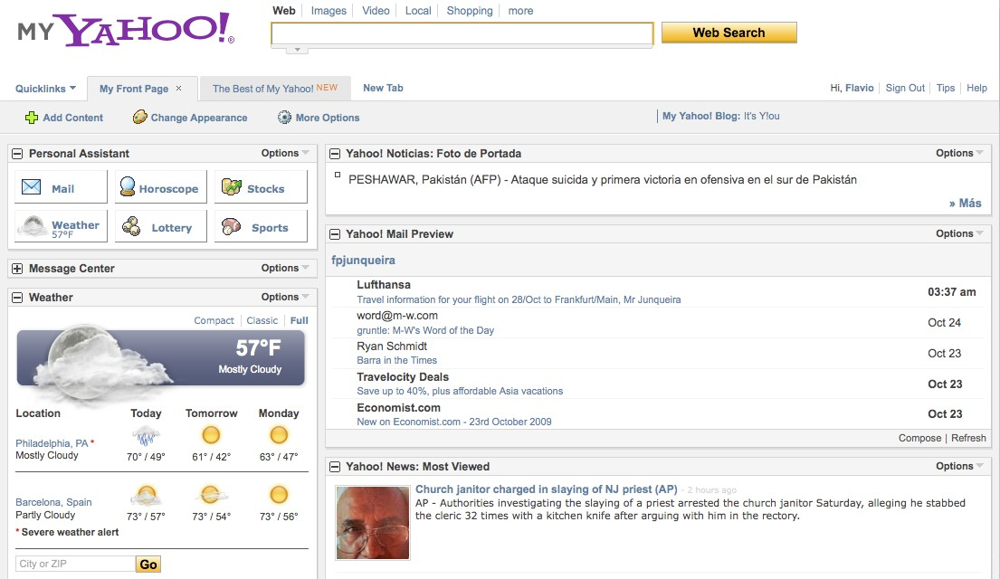 MY YAHOO!®
Web Images Video Local Shopping more
Web Search
Quicklinks My Front Page × The Best of My Yahoo! NEW New Tab
Hi, Flavio Sign Out Tips Help
Add Content Change Appearance More Options
My Yahoo! Blog: It's Y!ou
Personal Assistant Options
Mail Horoscope Stocks
Weather 57°F Lottery Sports
Message Center Options
Weather Options
Compact Classic Full
57°F
Mostly Cloudy
Location Today Tomorrow Monday
Philadelphia, PA *
Mostly Cloudy
70° / 49° 61° / 42° 63° / 47°
Barcelona, Spain
Partly Cloudy
73° / 57° 73° / 54° 73° / 56°
* Severe weather alert
City or ZIP Go
Yahoo! Noticias: Foto de Portada Options
PESHAWAR, Pakistán (AFP) - Ataque suicida y primera victoria en ofensiva en el sur de Pakistán
» Más
Yahoo! Mail Preview Options
fpjunqueira
Lufthansa
Travel information for your flight on 28/Oct to Frankfurt/Main, Mr Junqueira
03:37 am
word@m-w.com
gruntle: M-W's Word of the Day
Oct 24
Ryan Schmidt
Barra in the Times
Oct 23
Travelocity Deals
Save up to 40%, plus affordable Asia vacations
Oct 23
Economist.com
New on Economist.com - 23rd October 2009
Oct 23
Compose | Refresh
Yahoo! News: Most Viewed Options
Church janitor charged in slaying of NJ priest (AP) - 2 hours ago
AP - Authorities investigating the slaying of a priest arrested the church janitor Saturday, alleging he stabbed
the cleric 32 times with a kitchen knife after arguing with him in the rectory.